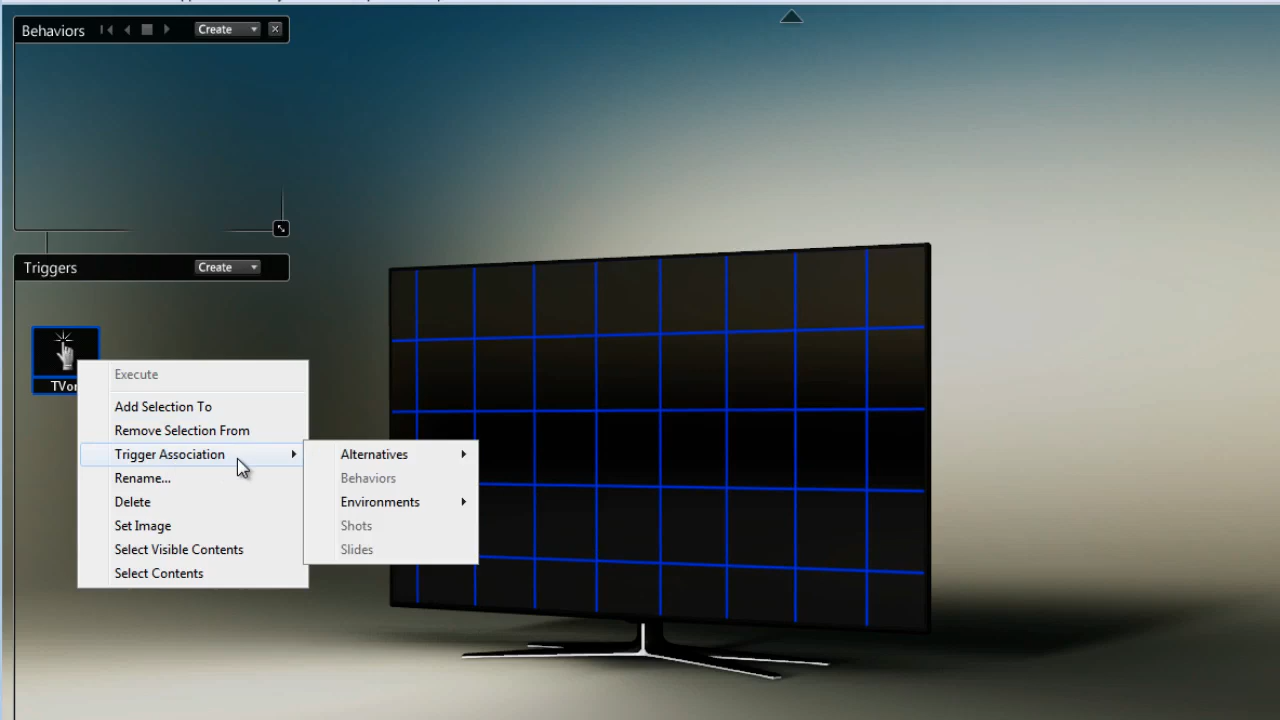 Behaviors
Create
Triggers
Create
TVon
Execute
Add Selection To
Remove Selection From
Trigger Association
Rename...
Delete
Set Image
Select Visible Contents
Select Contents
Alternatives
Behaviors
Environments
Shots
Slides